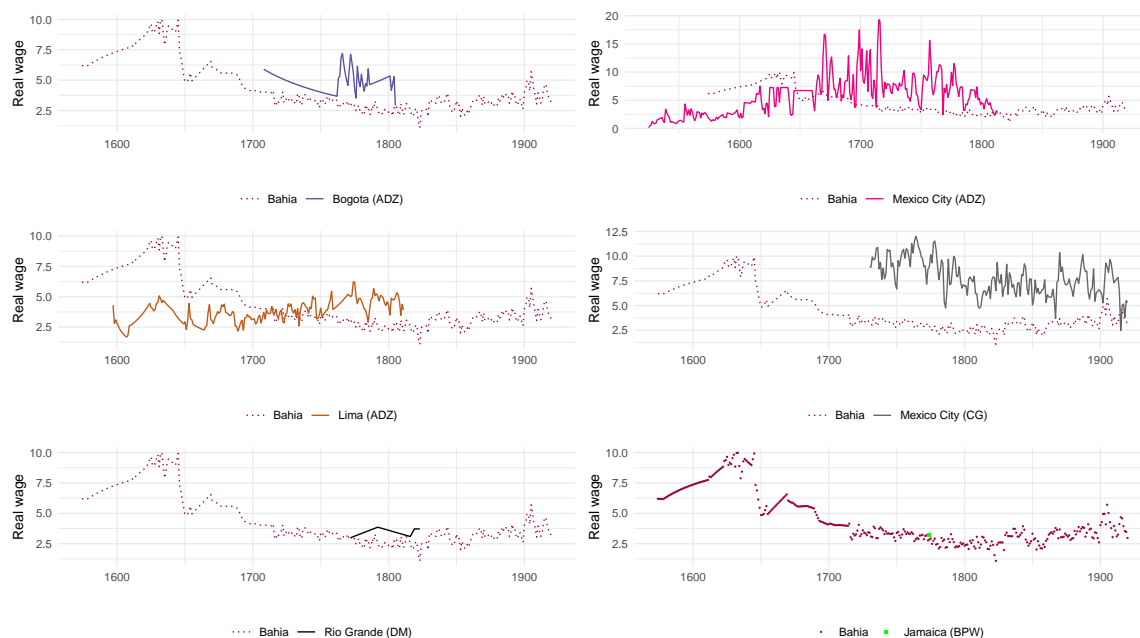 Real wage
10.0
7.5
5.0
2.5
1600
1700
1800
1900
Bahia
Bogota (ADZ)
Real wage
20
15
10
5
0
1600
1700
1800
1900
Bahia
Mexico City (ADZ)
Real wage
10.0
7.5
5.0
2.5
1600
1700
1800
1900
Bahia
Lima (ADZ)
Real wage
12.5
10.0
7.5
5.0
2.5
1600
1700
1800
1900
Bahia
Mexico City (CG)
Real wage
10.0
7.5
5.0
2.5
1600
1700
1800
1900
Bahia
Rio Grande (DM)
Real wage
10.0
7.5
5.0
2.5
1600
1700
1800
1900
Bahia
Jamaica (BPW)